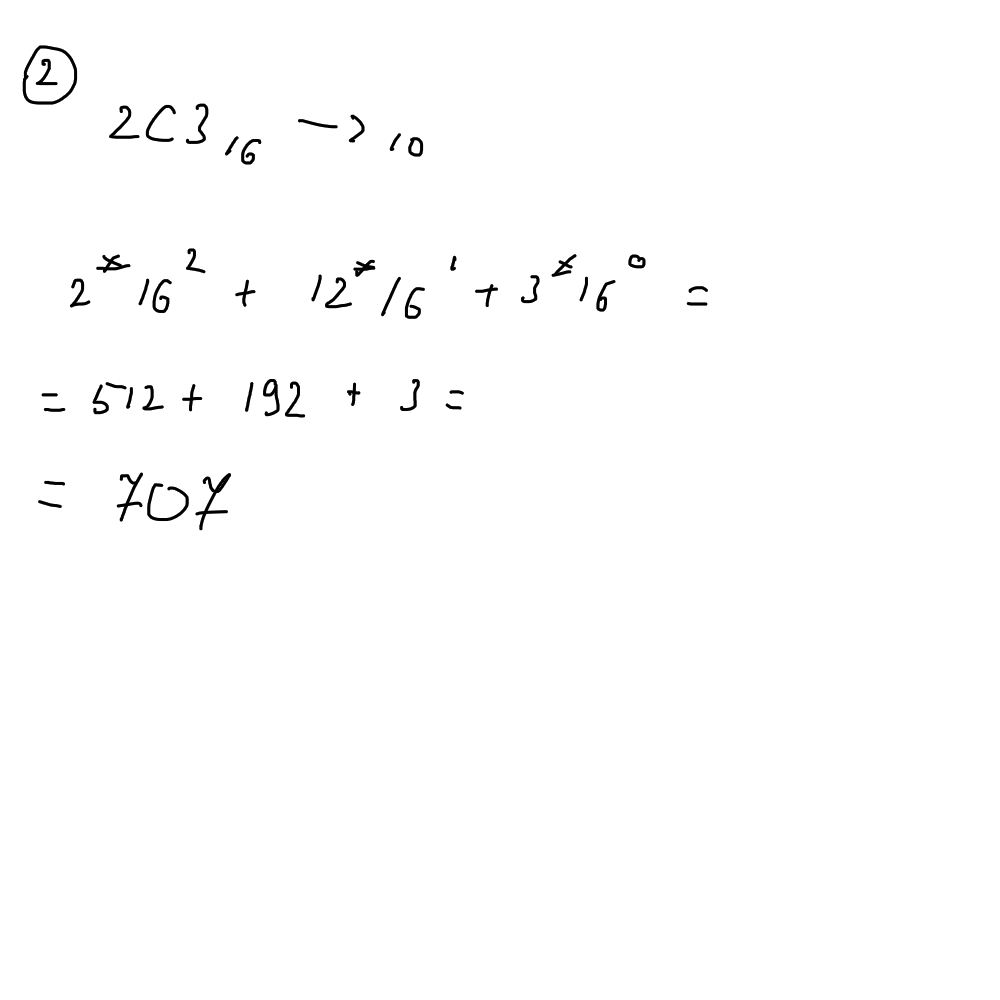 ②
2C3₁₆ -> ₁₀
2*16² + 12*16¹ + 3*16⁰ =
= 512 + 192 + 3 =
= 707